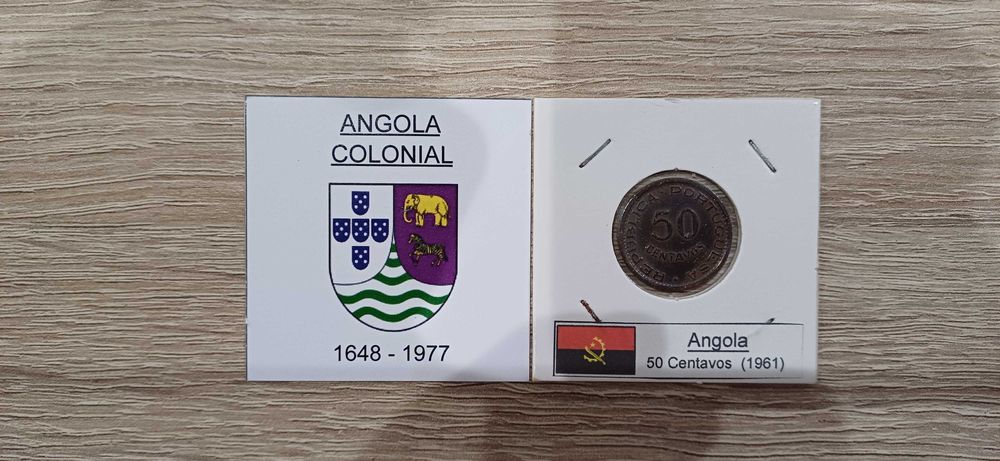 ANGOLA
COLONIAL
1648 - 1977
REPUBLICA · PORTUGUESA
50
CENTAVOS
Angola
50 Centavos (1961)